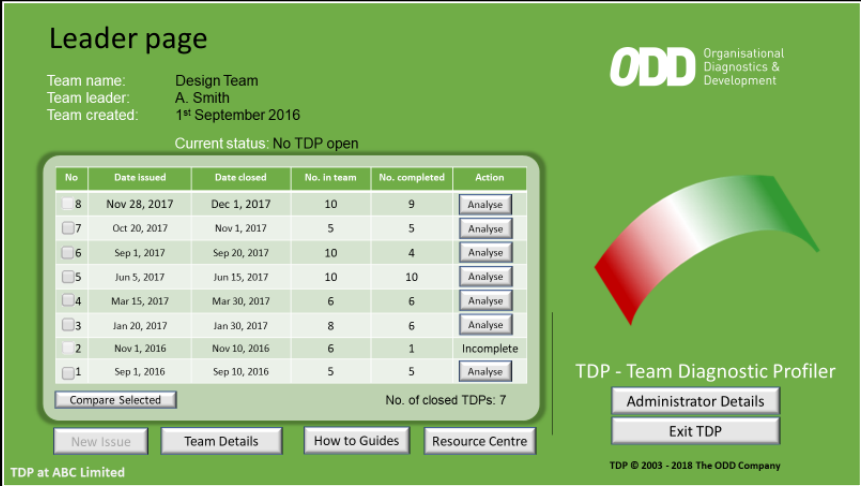 Leader page
ODD Organisational
Diagnostics &
Development
Team name: Design Team
Team leader: A. Smith
Team created: 1st September 2016
Current status: No TDP open
No Date issued Date closed No. in team No. completed Action
8 Nov 28, 2017 Dec 1, 2017 10 9 Analyse
7 Oct 20, 2017 Nov 1, 2017 5 5 Analyse
6 Sep 1, 2017 Sep 20, 2017 10 4 Analyse
5 Jun 5, 2017 Jun 15, 2017 10 10 Analyse
4 Mar 15, 2017 Mar 30, 2017 6 6 Analyse
3 Jan 20, 2017 Jan 30, 2017 8 6 Analyse
2 Nov 1, 2016 Nov 10, 2016 6 1 Incomplete
1 Sep 1, 2016 Sep 10, 2016 5 5 Analyse
Compare Selected No. of closed TDPs: 7
New Issue Team Details How to Guides Resource Centre
TDP - Team Diagnostic Profiler
Administrator Details
Exit TDP
TDP © 2003 - 2018 The ODD Company
TDP at ABC Limited